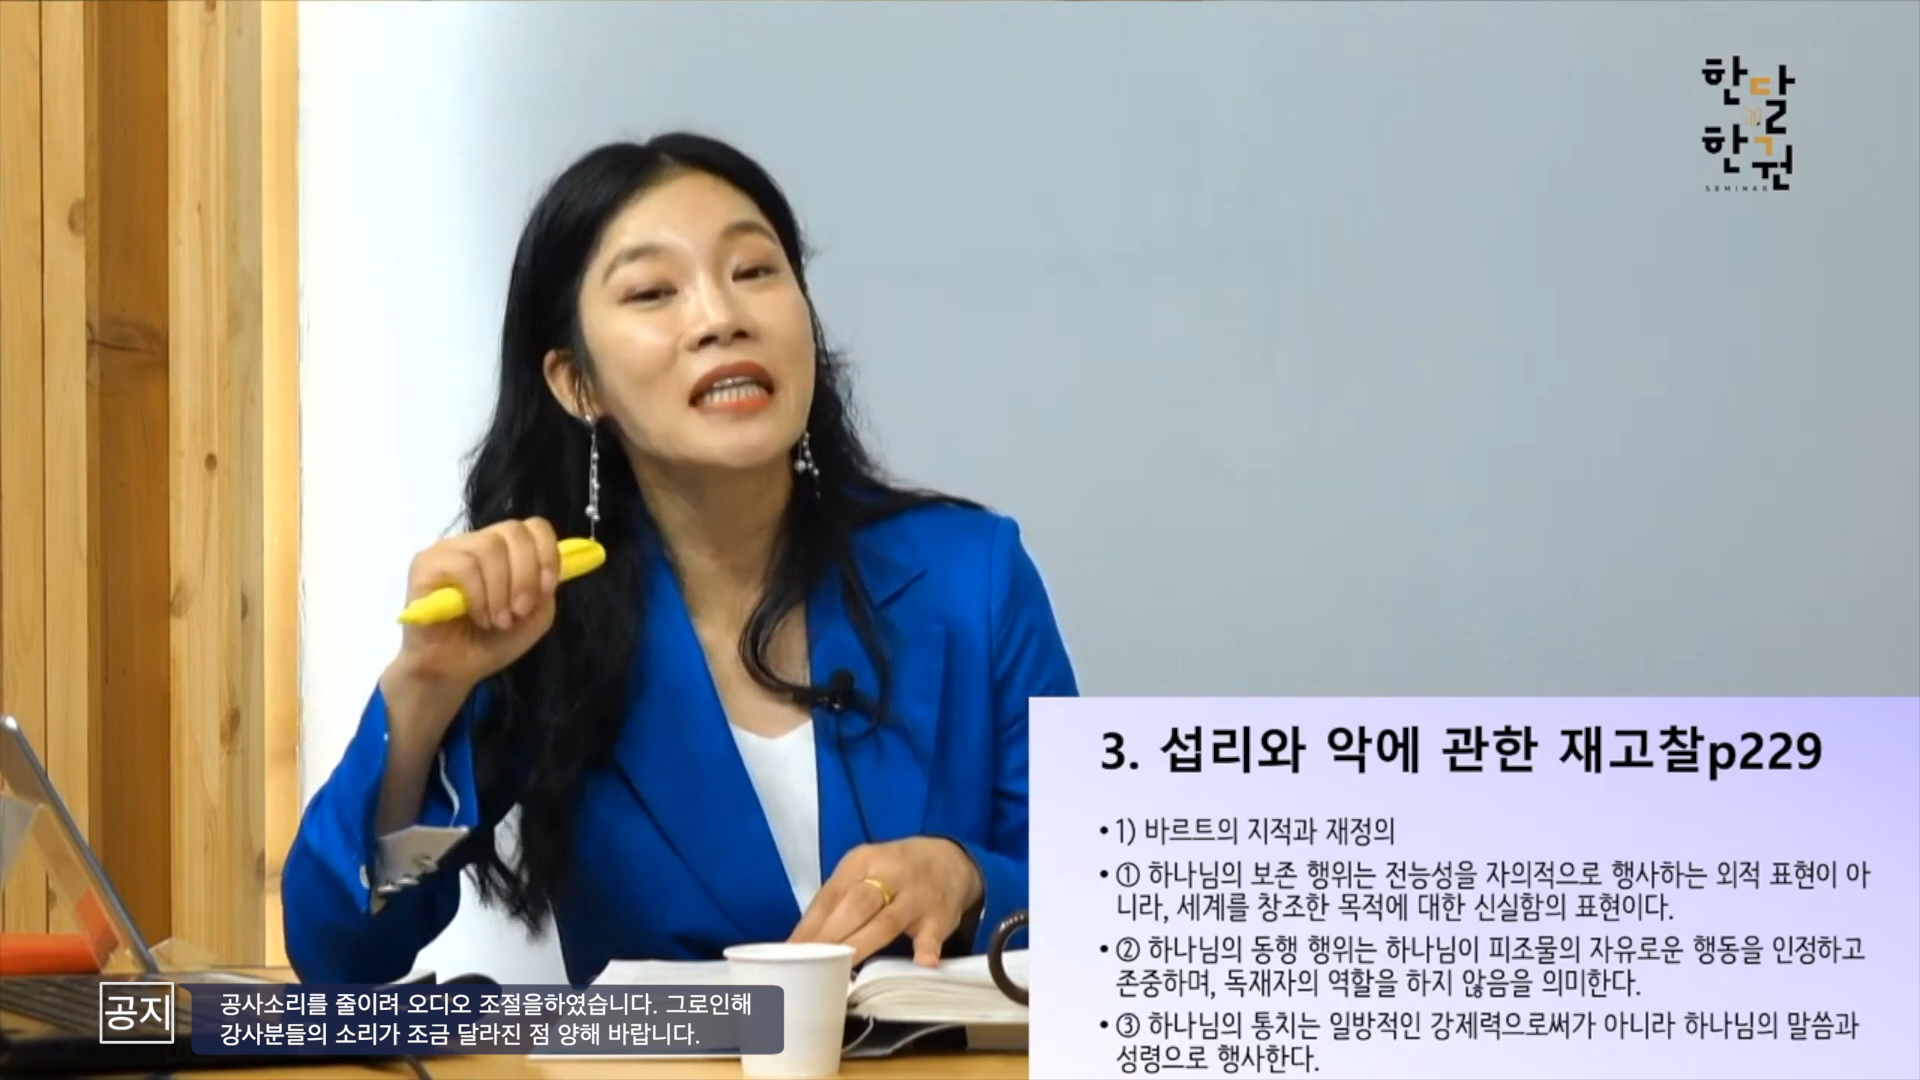 한달
한권
SEMINAR
3. 섭리와 악에 관한 재고찰p229
• 1) 바르트의 지적과 재정의
• ① 하나님의 보존 행위는 전능성을 자의적으로 행사하는 외적 표현이 아
니라, 세계를 창조한 목적에 대한 신실함의 표현이다.
• ② 하나님의 동행 행위는 하나님이 피조물의 자유로운 행동을 인정하고
존중하며, 독재자의 역할을 하지 않음을 의미한다.
• ③ 하나님의 통치는 일방적인 강제력으로써가 아니라 하나님의 말씀과
성령으로 행사한다.
공지
공사소리를 줄이려 오디오 조절을하였습니다. 그로인해
강사분들의 소리가 조금 달라진 점 양해 바랍니다.